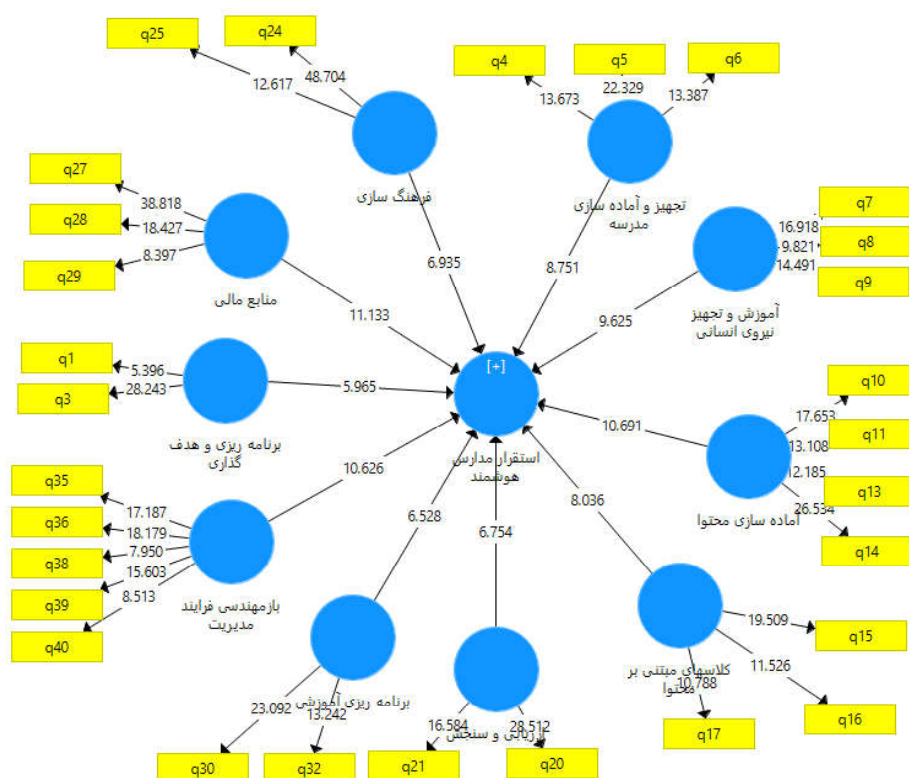 q25
q24
12.617
48.704
فرهنگ سازی
6.935
q4
q5
q6
13.673
22.329
13.387
تجهیز و آماده سازی
مدرسه
8.751
q27
q28
q29
38.818
18.427
8.397
منابع مالی
11.133
q7
q8
q9
16.918
9.821
14.491
آموزش و تجهیز
نیروی انسانی
9.625
q1
q3
5.396
28.243
برنامه ریزی و هدف
گذاری
5.965
[+]
استقرار مدارس
هوشمند
q10
q11
q13
q14
17.653
13.108
12.185
26.534
آماده سازی محتوا
10.691
q35
q36
q38
q39
q40
17.187
18.179
7.950
15.603
8.513
بازمهندسی فرایند
مدیریت
10.626
q30
q32
23.092
13.242
برنامه ریزی آموزشی
6.528
q21
q20
16.584
28.512
ارزیابی و سنجش
6.754
q15
q16
q17
19.509
11.526
10.788
کلاسهای مبتنی بر
محتوا
8.036